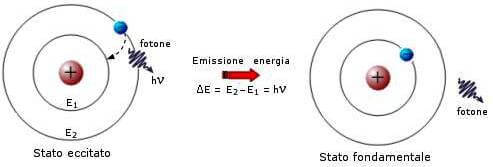 fotone
hν
+
E1
E2
Stato eccitato
Emissione energia
ΔE = E2–E1 = hν
+
fotone
Stato fondamentale